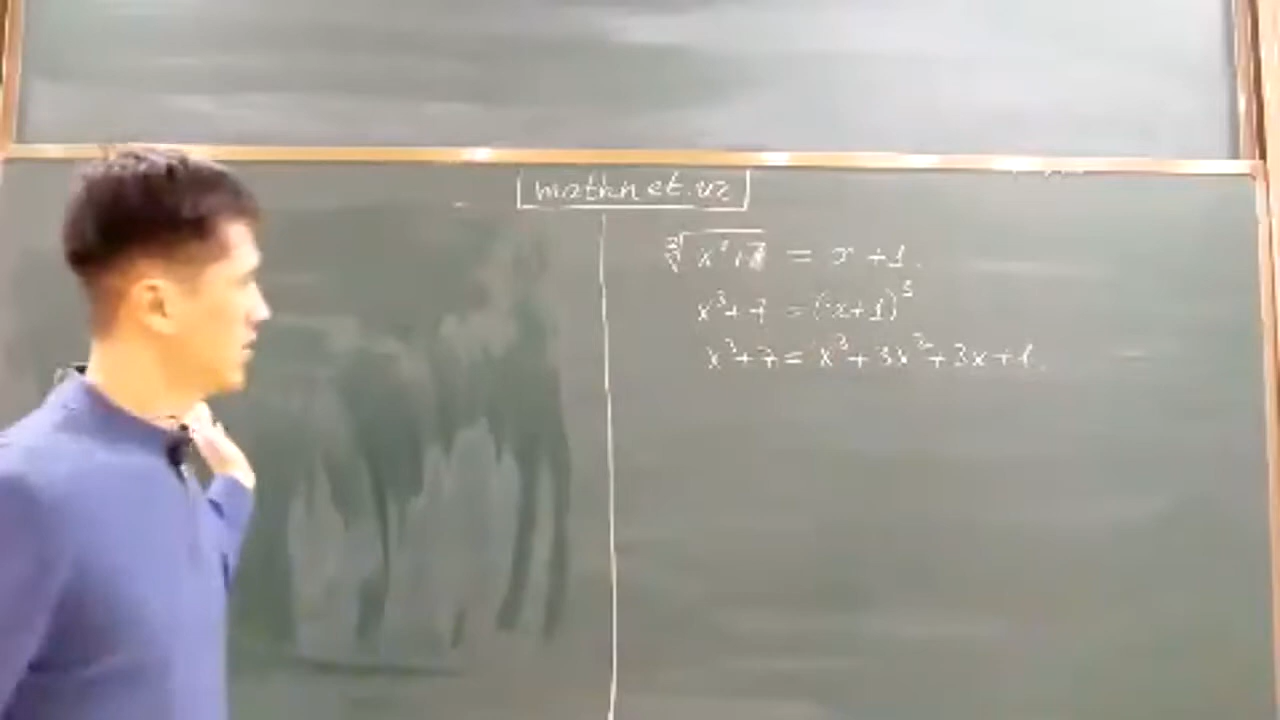 mathnet.uz
∛(x³+7) = x+1.
x³+7 = (x+1)³
x³+7 = x³+3x²+3x+1.